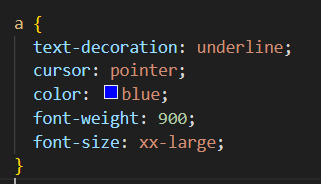 a {
  text-decoration: underline;
  cursor: pointer;
  color: blue;
  font-weight: 900;
  font-size: xx-large;
}